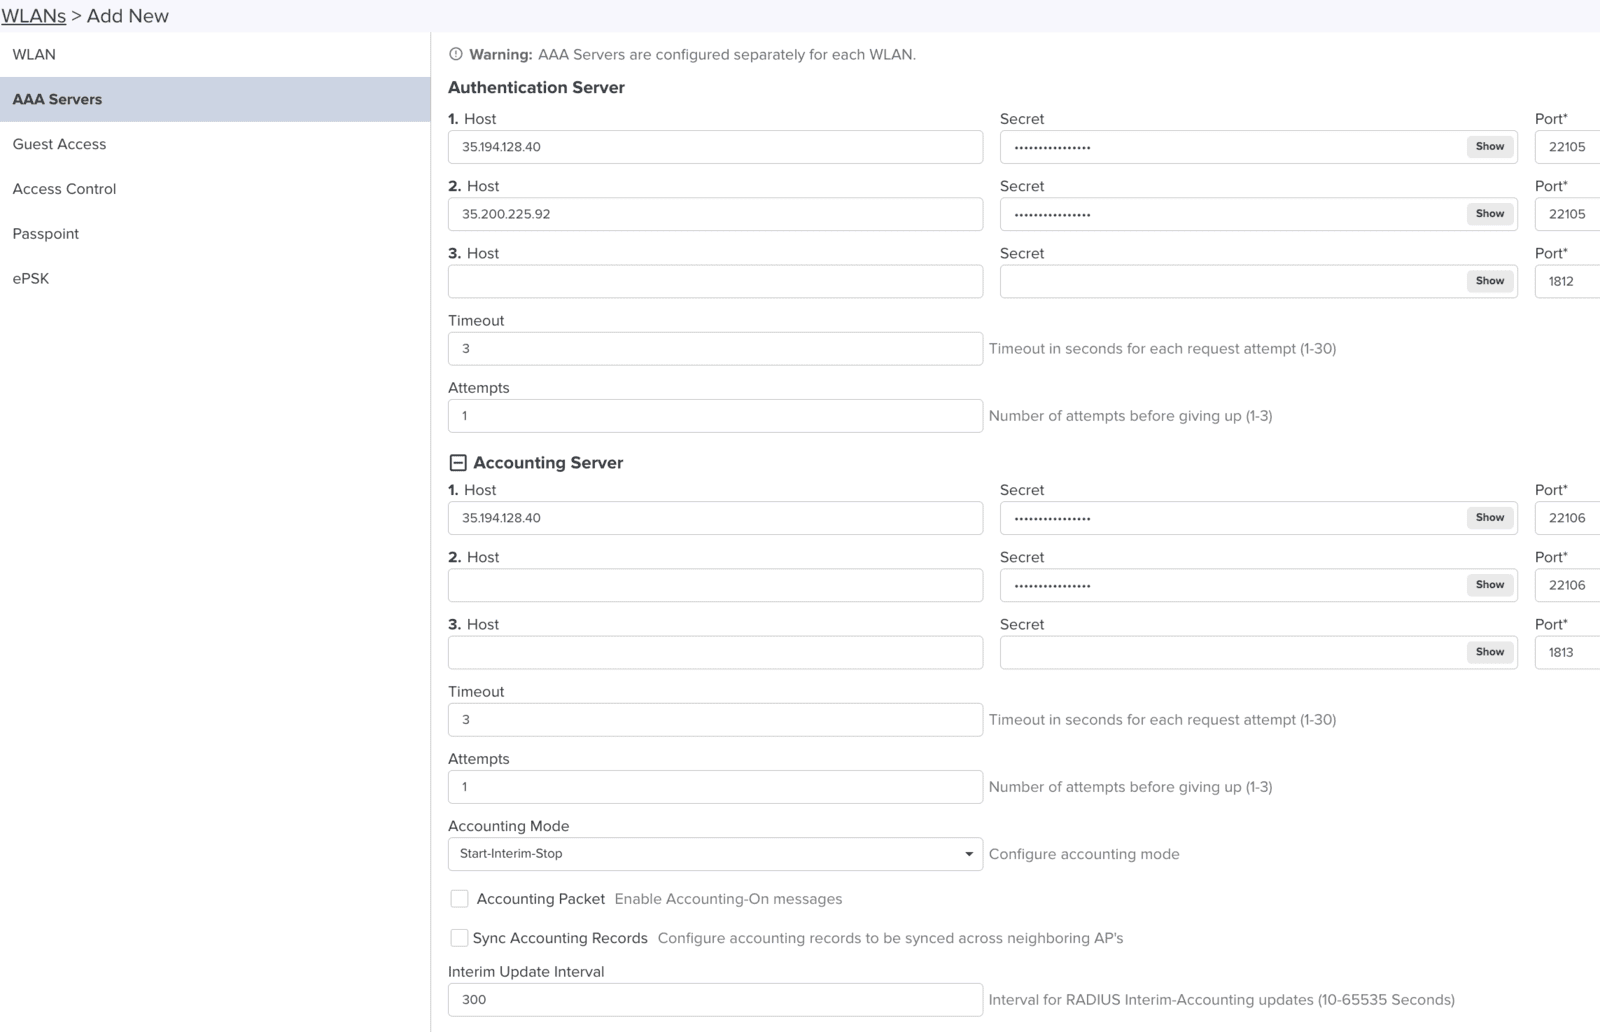 WLANs > Add New
WLAN
AAA Servers
Guest Access
Access Control
Passpoint
ePSK
Warning: AAA Servers are configured separately for each WLAN.
Authentication Server
1. Host Secret Port*
35.194.128.40 •••••••••••••••• Show 22105
2. Host Secret Port*
35.200.225.92 •••••••••••••••• Show 22105
3. Host Secret Port*
Show 1812
Timeout
3 Timeout in seconds for each request attempt (1-30)
Attempts
1 Number of attempts before giving up (1-3)
Accounting Server
1. Host Secret Port*
35.194.128.40 •••••••••••••••• Show 22106
2. Host Secret Port*
•••••••••••••••• Show 22106
3. Host Secret Port*
Show 1813
Timeout
3 Timeout in seconds for each request attempt (1-30)
Attempts
1 Number of attempts before giving up (1-3)
Accounting Mode
Start-Interim-Stop Configure accounting mode
Accounting Packet Enable Accounting-On messages
Sync Accounting Records Configure accounting records to be synced across neighboring AP's
Interim Update Interval
300 Interval for RADIUS Interim-Accounting updates (10-65535 Seconds)